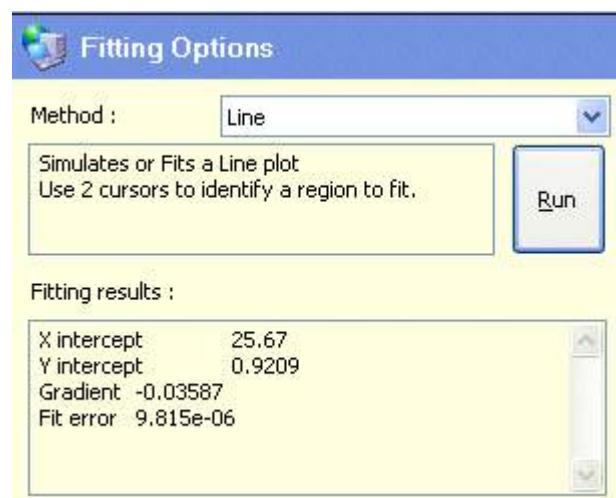 Fitting Options
Method :
Line
Simulates or Fits a Line plot
Use 2 cursors to identify a region to fit.
Run
Fitting results :
X intercept 25.67
Y intercept 0.9209
Gradient -0.03587
Fit error 9.815e-06